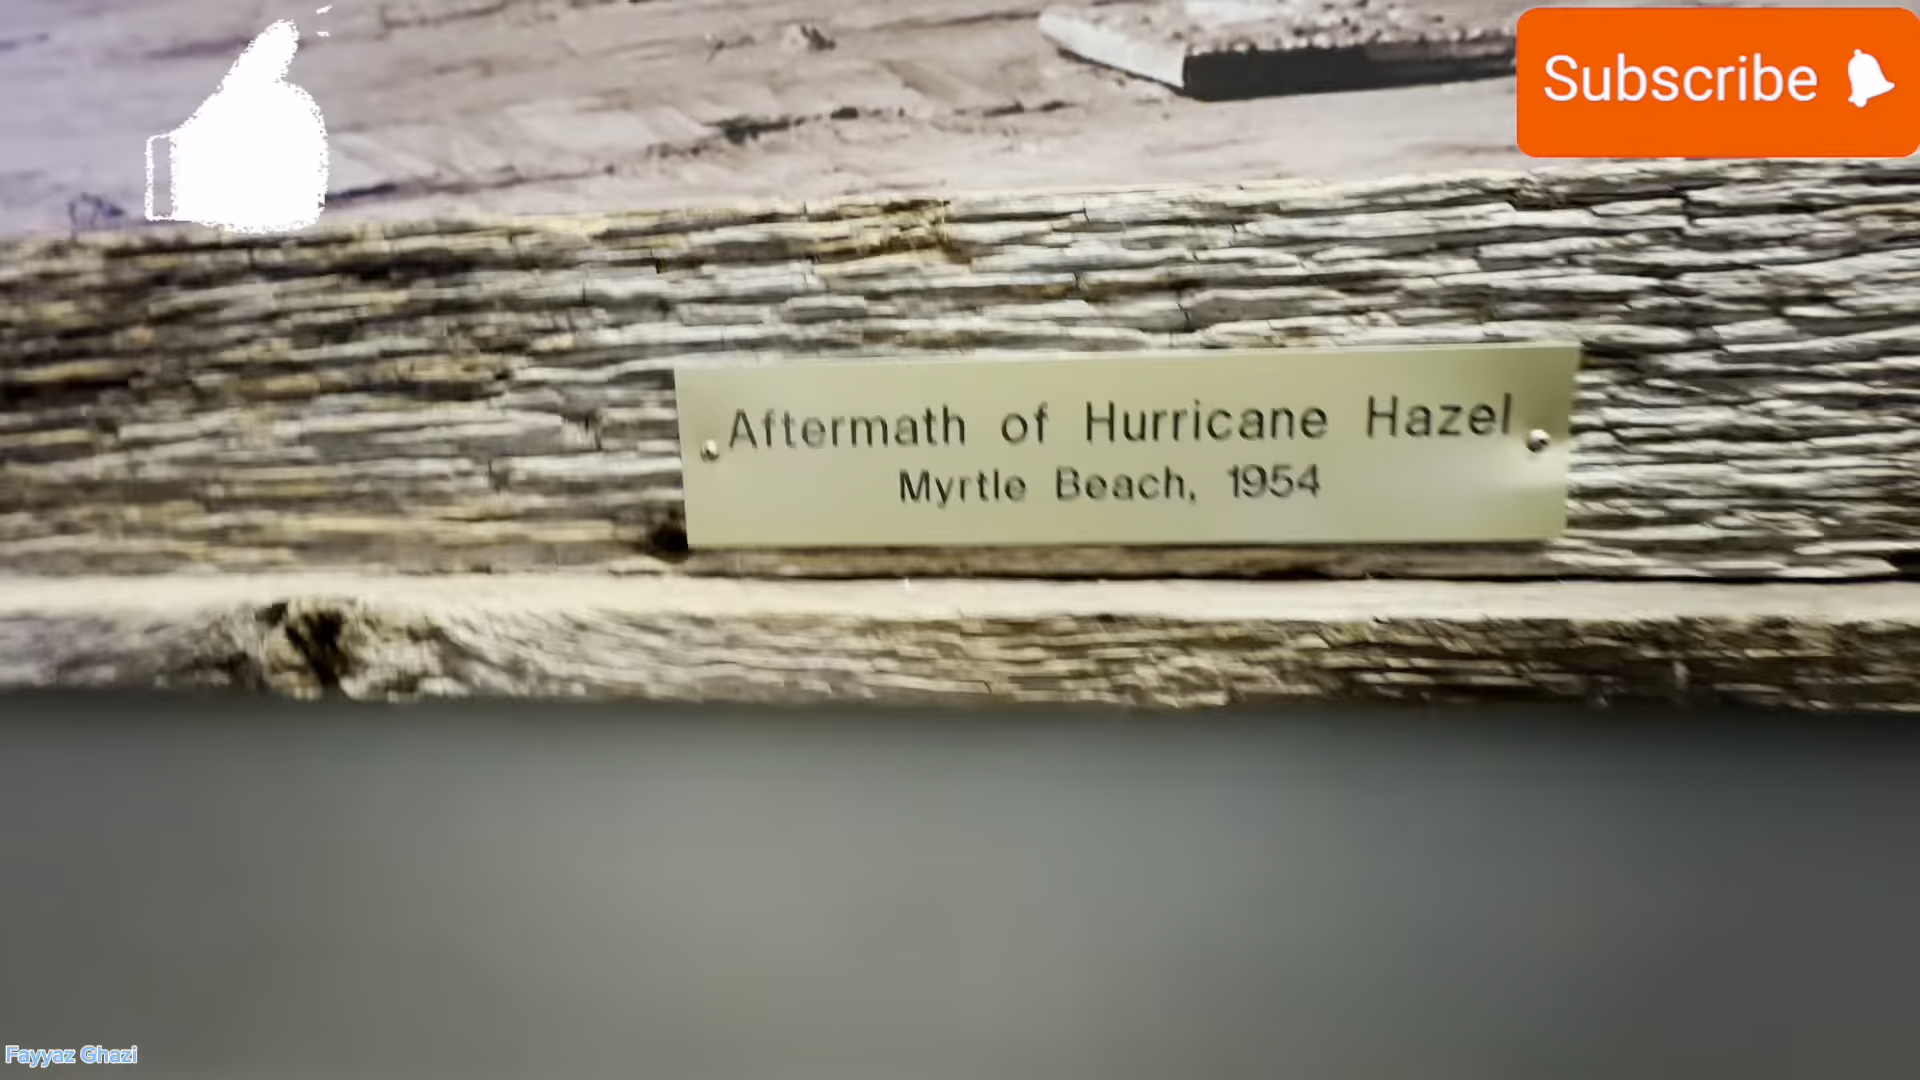 Subscribe
Aftermath of Hurricane Hazel
Myrtle Beach, 1954
Fayyaz Ghazi